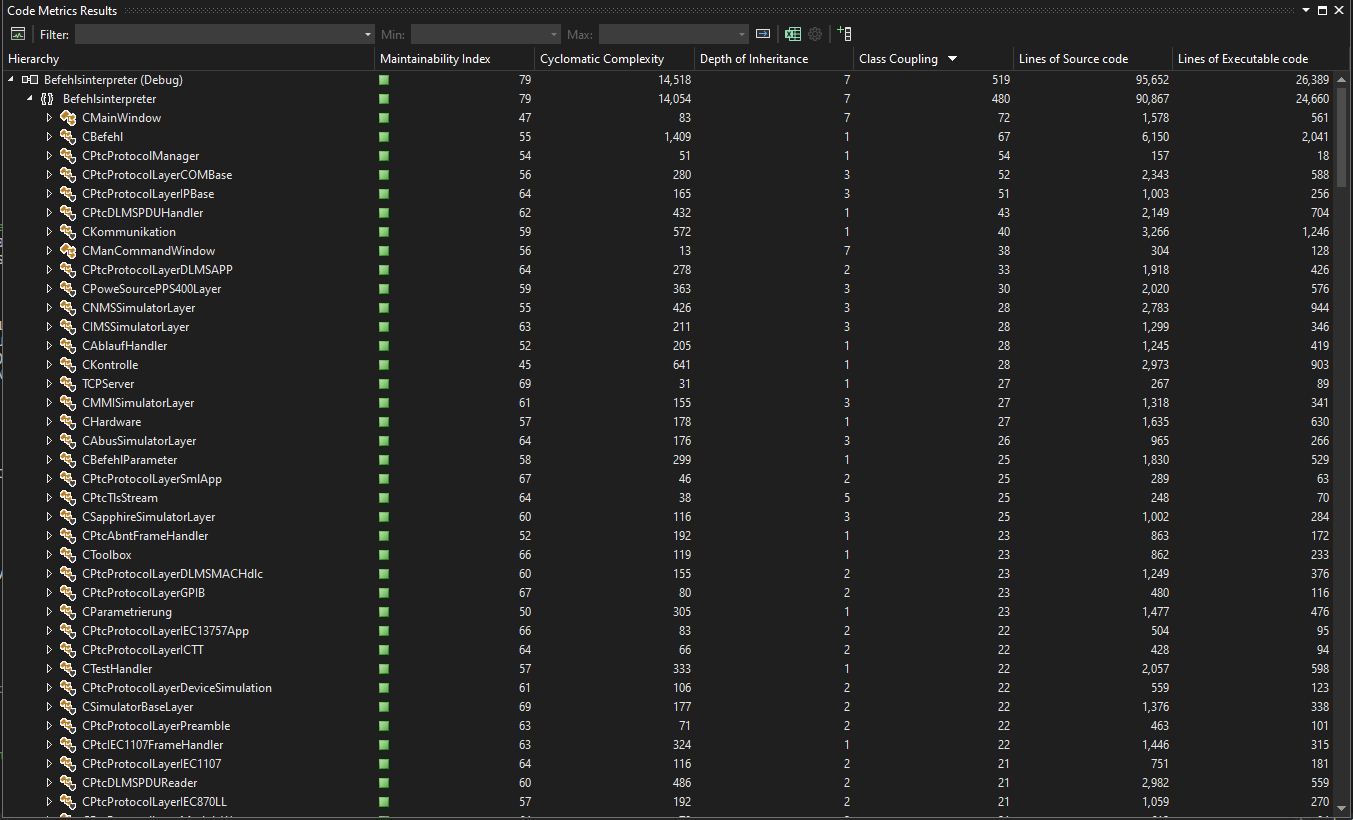 Code Metrics Results
Filter: Min: Max:
Hierarchy Maintainability Index Cyclomatic Complexity Depth of Inheritance Class Coupling Lines of Source code Lines of Executable code
Befehlsinterpreter (Debug) 79 14,518 7 519 95,652 26,389
Befehlsinterpreter 79 14,054 7 480 90,867 24,660
CMainWindow 47 83 7 72 1,578 561
CBefehl 55 1,409 1 67 6,150 2,041
CPtcProtocolManager 54 51 1 54 157 18
CPtcProtocolLayerCOMBase 56 280 3 52 2,343 588
CPtcProtocolLayerIPBase 64 165 3 51 1,003 256
CPtcDLMSPDUHandler 62 432 1 43 2,149 704
CKommunikation 59 572 1 40 3,266 1,246
CManCommandWindow 56 13 7 38 304 128
CPtcProtocolLayerDLMSAPP 64 278 2 33 1,918 426
CPoweSourcePPS400Layer 59 363 3 30 2,020 576
CNMSSimulatorLayer 55 426 3 28 2,783 944
CIMSSimulatorLayer 63 211 3 28 1,299 346
CAblaufHandler 52 205 1 28 1,245 419
CKontrolle 45 641 1 28 2,973 903
TCPServer 69 31 1 27 267 89
CMMISimulatorLayer 61 155 3 27 1,318 341
CHardware 57 178 1 27 1,635 630
CAbusSimulatorLayer 64 176 3 26 965 266
CBefehlParameter 58 299 1 25 1,830 529
CPtcProtocolLayerSmlApp 67 46 2 25 289 63
CPtcTlsStream 64 38 5 25 248 70
CSapphireSimulatorLayer 60 116 3 25 1,002 284
CPtcAbntFrameHandler 52 192 1 23 863 172
CToolbox 66 119 1 23 862 233
CPtcProtocolLayerDLMSMACHdlc 60 155 2 23 1,249 376
CPtcProtocolLayerGPIB 67 80 2 23 480 116
CParametrierung 50 305 1 23 1,477 476
CPtcProtocolLayerIEC13757App 66 83 2 22 504 95
CPtcProtocolLayerICTT 64 66 2 22 428 94
CTestHandler 57 333 1 22 2,057 598
CPtcProtocolLayerDeviceSimulation 61 106 2 22 559 123
CSimulatorBaseLayer 69 177 2 22 1,376 338
CPtcProtocolLayerPreamble 63 71 2 22 463 101
CPtcIEC1107FrameHandler 63 324 1 22 1,446 315
CPtcProtocolLayerIEC1107 64 116 2 21 751 181
CPtcDLMSPDUReader 60 486 2 21 2,982 559
CPtcProtocolLayerIEC870LL 57 192 2 21 1,059 270